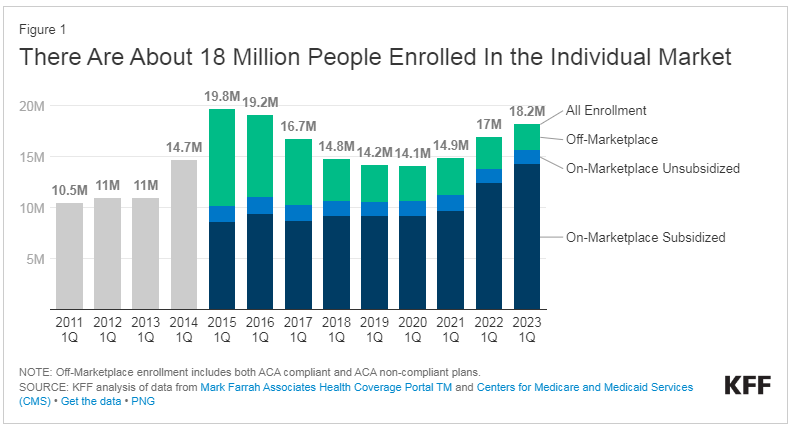 Figure 1
There Are About 18 Million People Enrolled In the Individual Market
20M
15M
10M
5M
10.5M
11M
11M
14.7M
19.8M
19.2M
16.7M
14.8M
14.2M
14.1M
14.9M
17M
18.2M
All Enrollment
Off-Marketplace
On-Marketplace Unsubsidized
On-Marketplace Subsidized
2011 2012 2013 2014 2015 2016 2017 2018 2019 2020 2021 2022 2023
1Q 1Q 1Q 1Q 1Q 1Q 1Q 1Q 1Q 1Q 1Q 1Q 1Q
NOTE: Off-Marketplace enrollment includes both ACA compliant and ACA non-compliant plans.
SOURCE: KFF analysis of data from Mark Farrah Associates Health Coverage Portal TM and Centers for Medicare and Medicaid Services
(CMS) • Get the data • PNG
KFF